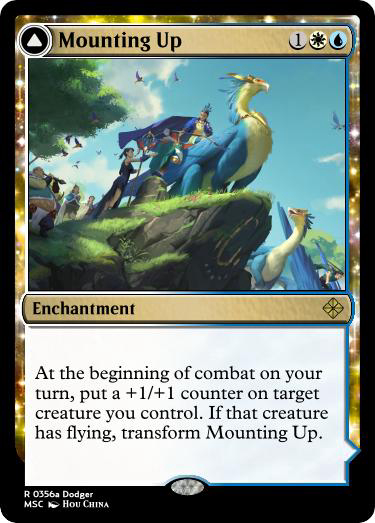 Mounting Up 1
Enchantment
At the beginning of combat on your
turn, put a +1/+1 counter on target
creature you control. If that creature
has flying, transform Mounting Up.
R 0356a Dodger
MSC Hou China